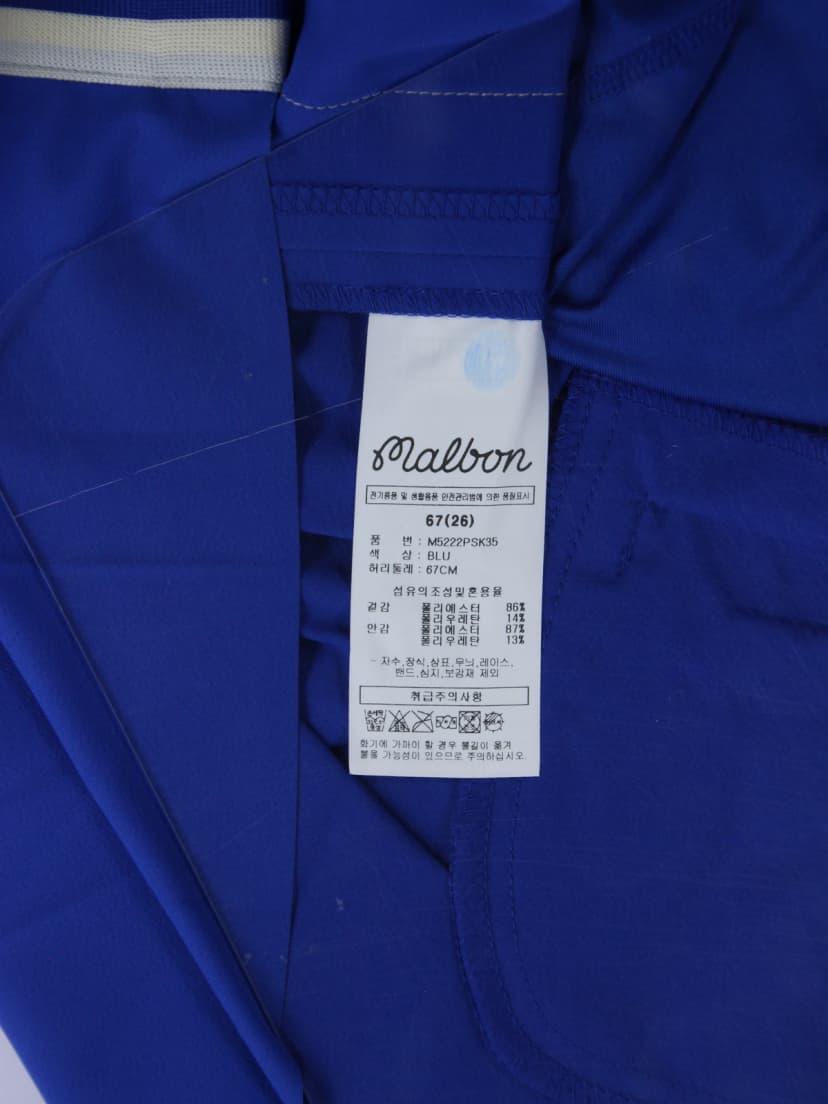 malbon
전기용품 및 생활용품 안전관리법에 의한 품질표시
67(26)
품 번 : M5222PSK35
색 상 : BLU
허리둘레 : 67CM
섬유의조성및혼용율
겉감 폴리에스터 86%
폴리우레탄 14%
안감 폴리에스터 87%
폴리우레탄 13%
- 자수,장식,상표,무늬,레이스,
밴드,심지,보강재 제외
취급주의사항
화기에 가까이 할 경우 불길이 옮겨
붙을 가능성이 있으므로 주의하십시오.